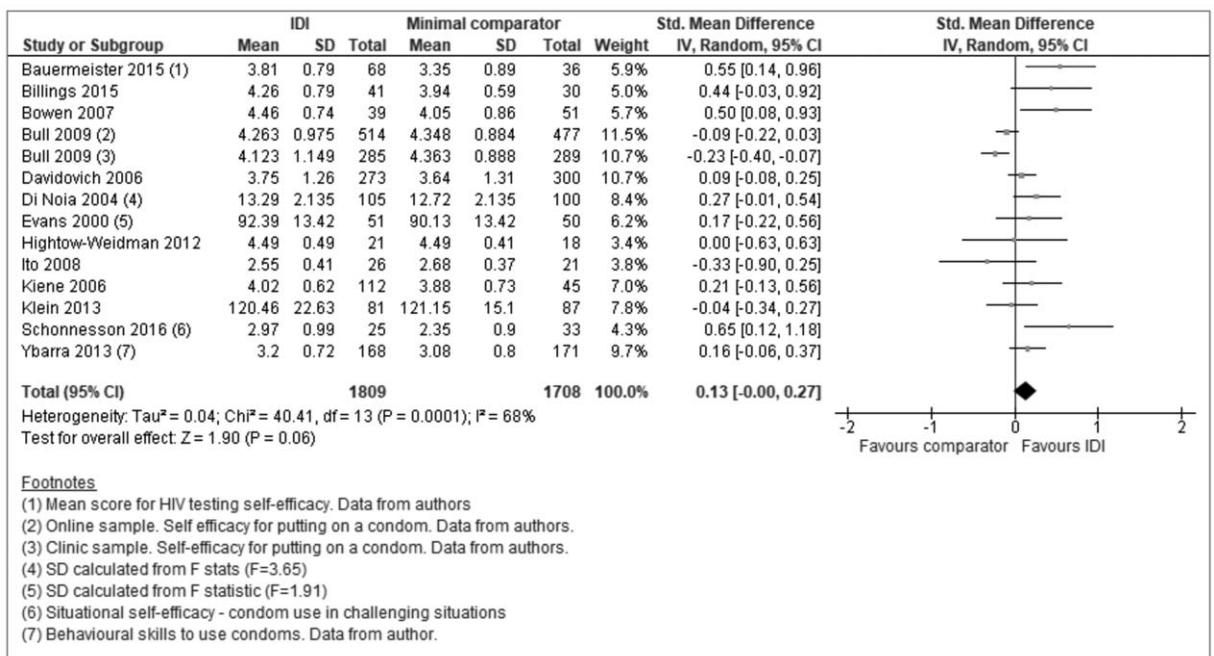 IDI Minimal comparator Std. Mean Difference Std. Mean Difference
Study or Subgroup Mean SD Total Mean SD Total Weight IV, Random, 95% CI IV, Random, 95% CI
Bauermeister 2015 (1) 3.81 0.79 68 3.35 0.89 36 5.9% 0.55 [0.14, 0.96]
Billings 2015 4.26 0.79 41 3.94 0.59 30 5.0% 0.44 [-0.03, 0.92]
Bowen 2007 4.46 0.74 39 4.05 0.86 51 5.7% 0.50 [0.08, 0.93]
Bull 2009 (2) 4.263 0.975 514 4.348 0.884 477 11.5% -0.09 [-0.22, 0.03]
Bull 2009 (3) 4.123 1.149 285 4.363 0.888 289 10.7% -0.23 [-0.40, -0.07]
Davidovich 2006 3.75 1.26 273 3.64 1.31 300 10.7% 0.09 [-0.08, 0.25]
Di Noia 2004 (4) 13.29 2.135 105 12.72 2.135 100 8.4% 0.27 [-0.01, 0.54]
Evans 2000 (5) 92.39 13.42 51 90.13 13.42 50 6.2% 0.17 [-0.22, 0.56]
Hightow-Weidman 2012 4.49 0.49 21 4.49 0.41 18 3.4% 0.00 [-0.63, 0.63]
Ito 2008 2.55 0.41 26 2.68 0.37 21 3.8% -0.33 [-0.90, 0.25]
Kiene 2006 4.02 0.62 112 3.88 0.73 45 7.0% 0.21 [-0.13, 0.56]
Klein 2013 120.46 22.63 81 121.15 15.1 87 7.8% -0.04 [-0.34, 0.27]
Schonnesson 2016 (6) 2.97 0.99 25 2.35 0.9 33 4.3% 0.65 [0.12, 1.18]
Ybarra 2013 (7) 3.2 0.72 168 3.08 0.8 171 9.7% 0.16 [-0.06, 0.37]
Total (95% CI) 1809 1708 100.0% 0.13 [-0.00, 0.27]
Heterogeneity: Tau² = 0.04; Chi² = 40.41, df = 13 (P = 0.0001); I² = 68%
Test for overall effect: Z = 1.90 (P = 0.06)
-2 -1 0 1 2
Favours comparator Favours IDI
Footnotes
(1) Mean score for HIV testing self-efficacy. Data from authors
(2) Online sample. Self efficacy for putting on a condom. Data from authors.
(3) Clinic sample. Self-efficacy for putting on a condom. Data from authors.
(4) SD calculated from F stats (F=3.65)
(5) SD calculated from F statistic (F=1.91)
(6) Situational self-efficacy - condom use in challenging situations
(7) Behavioural skills to use condoms. Data from author.